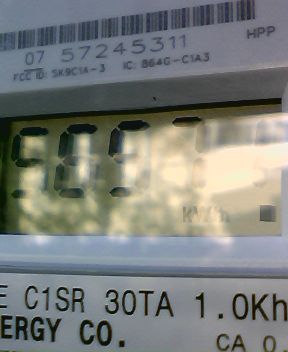 HPP
07 57245311
FCC ID: SK9C1A-3 IC: 864G-C1A3
kWh
E C1SR 30TA 1.0Kh
ERGY CO.
CA 0.